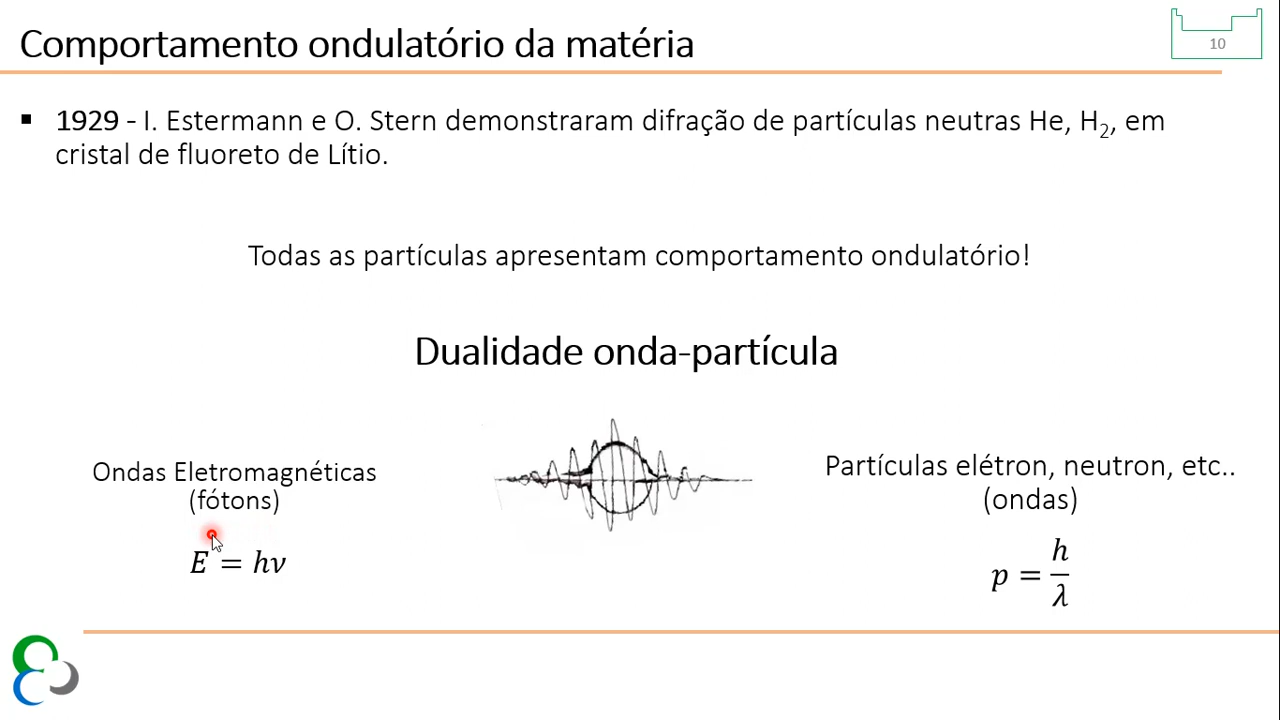 Comportamento ondulatório da matéria
10
▪ 1929 - I. Estermann e O. Stern demonstraram difração de partículas neutras He, H₂, em
cristal de fluoreto de Lítio.
Todas as partículas apresentam comportamento ondulatório!
Dualidade onda-partícula
Ondas Eletromagnéticas
(fótons)
E = hν
Partículas elétron, neutron, etc..
(ondas)
p = h/λ